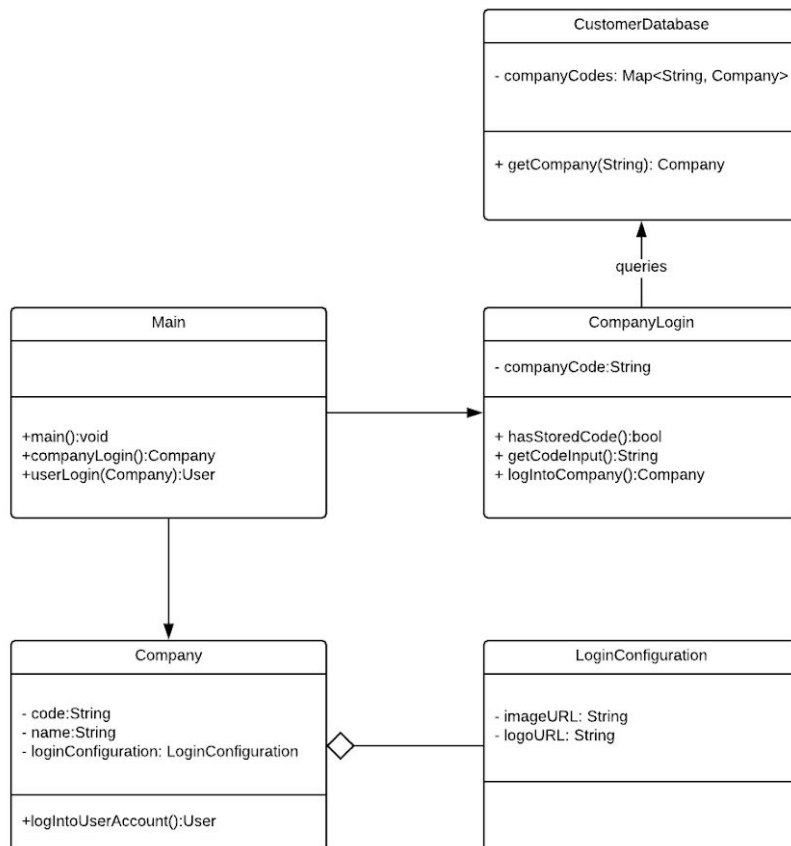 CustomerDatabase
- companyCodes: Map<String, Company>
+ getCompany(String): Company
queries
Main
+main():void
+companyLogin():Company
+userLogin(Company):User
CompanyLogin
- companyCode:String
+ hasStoredCode():bool
+ getCodeInput():String
+ logIntoCompany():Company
Company
- code:String
- name:String
- loginConfiguration: LoginConfiguration
+logIntoUserAccount():User
LoginConfiguration
- imageURL: String
- logoURL: String